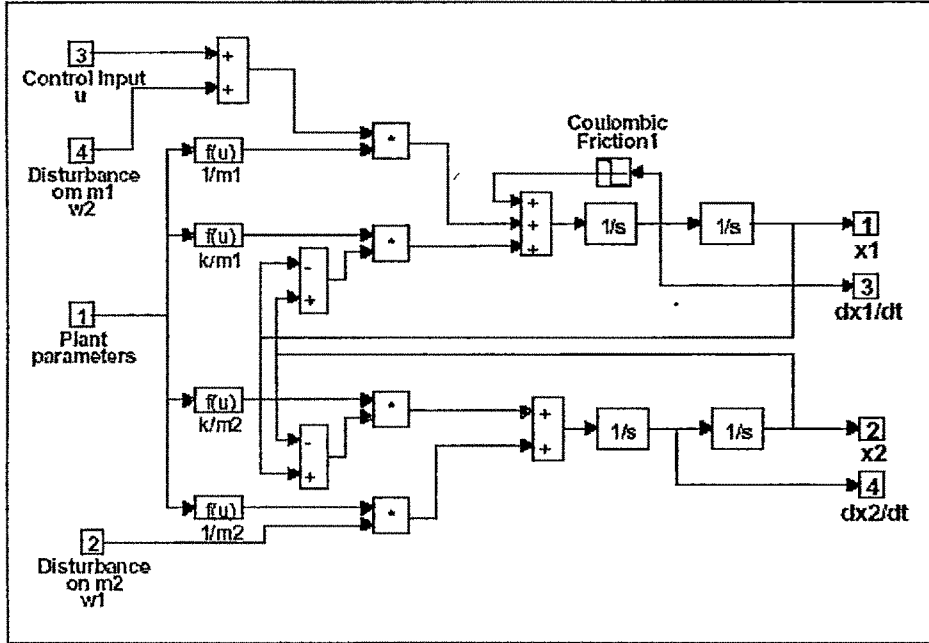 3
Control Input
u
+
+
4
Disturbance
om m1
w2
f(u)
1/m1
*
Coulombic
Friction1
+
+
+
1/s
1/s
1
x1
f(u)
k/m1
*
-
+
3
dx1/dt
1
Plant
parameters
f(u)
k/m2
*
-
+
+
+
1/s
1/s
2
x2
4
dx2/dt
f(u)
1/m2
*
2
Disturbance
on m2
w1